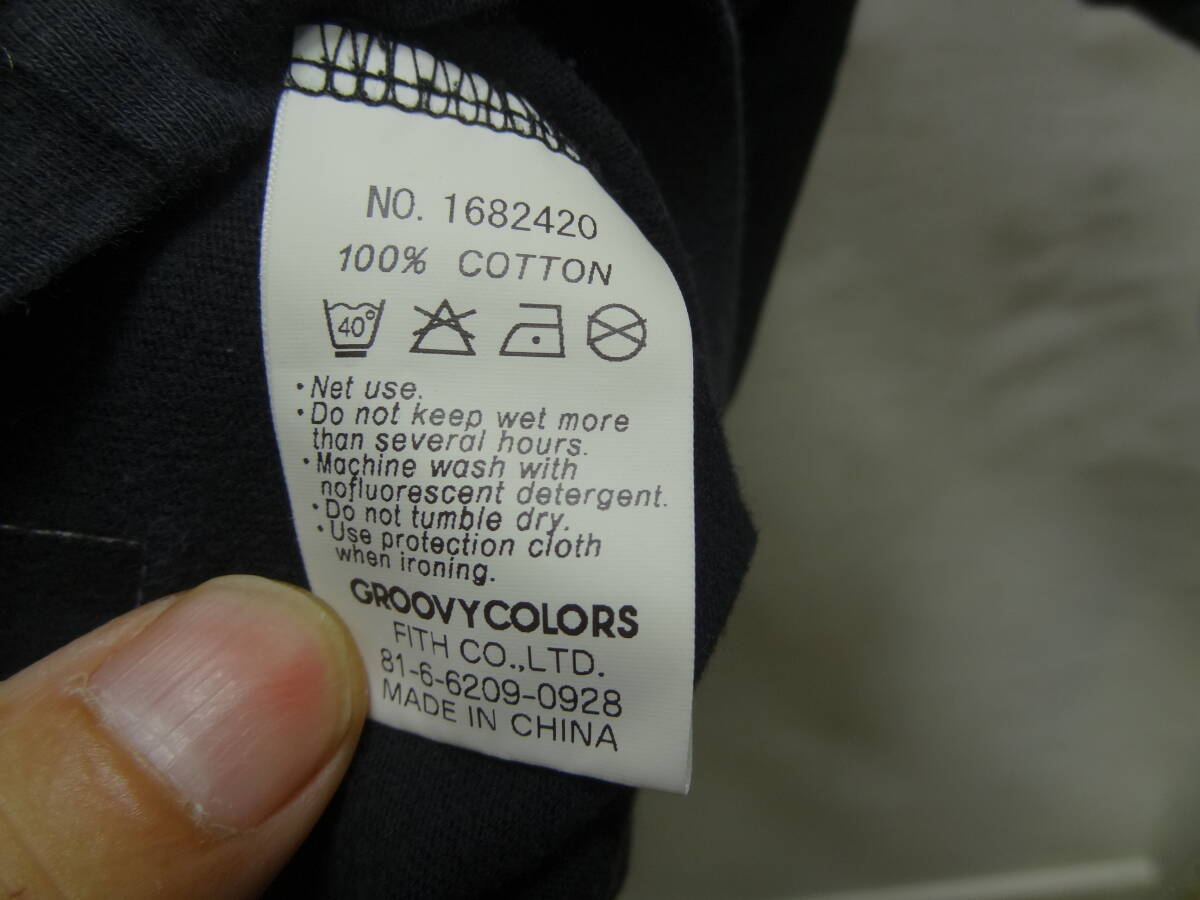 NO. 1682420
100% COTTON
40°
•Net use.
•Do not keep wet more
than several hours.
•Machine wash with
nofluorescent detergent.
•Do not tumble dry.
•Use protection cloth
when ironing.
GROOVYCOLORS
FITH CO.,LTD.
81-6-6209-0928
MADE IN CHINA